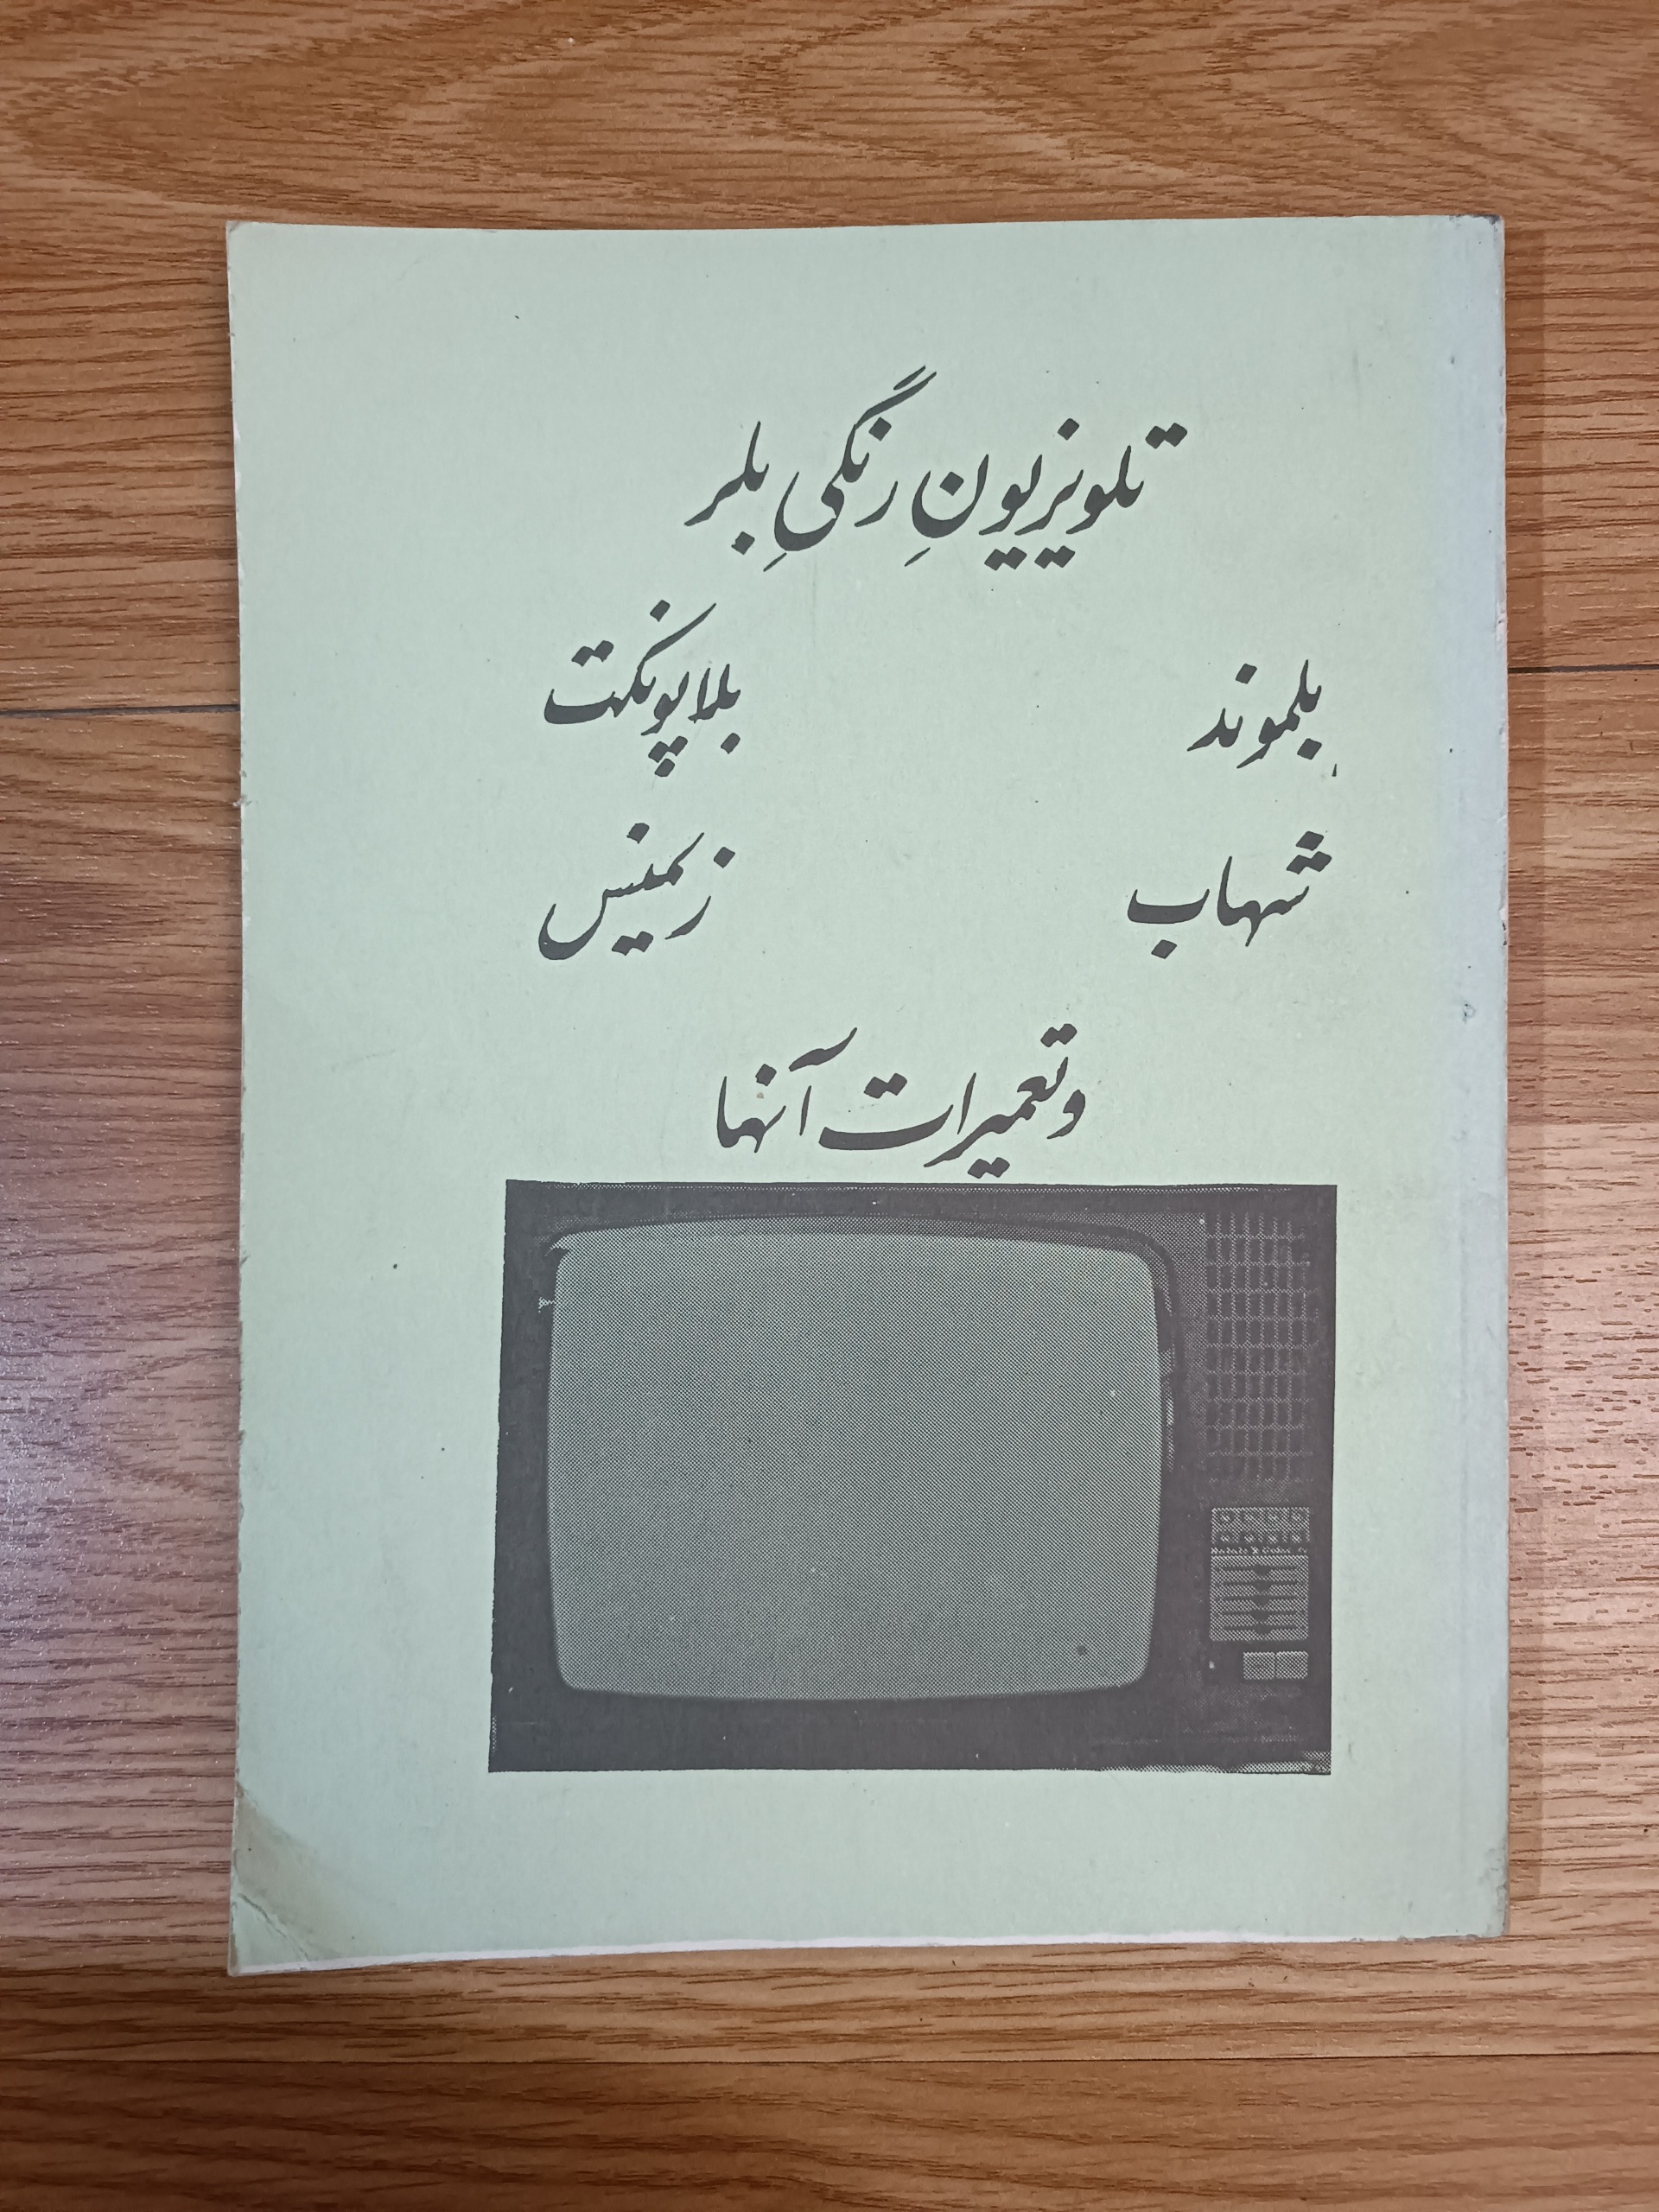 تلویزیونِ رنگیِ بلر
بلموند بلاپونکت
شهاب زیمنس
و تعمیرات آنها